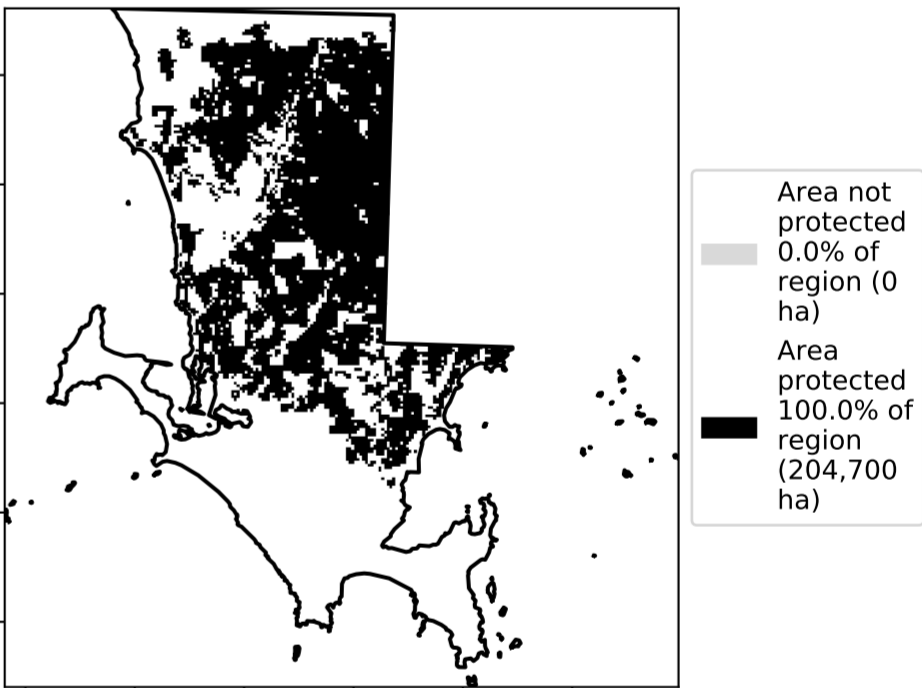 Area not
protected
0.0% of
region (0
ha)
Area
protected
100.0% of
region
(204,700
ha)